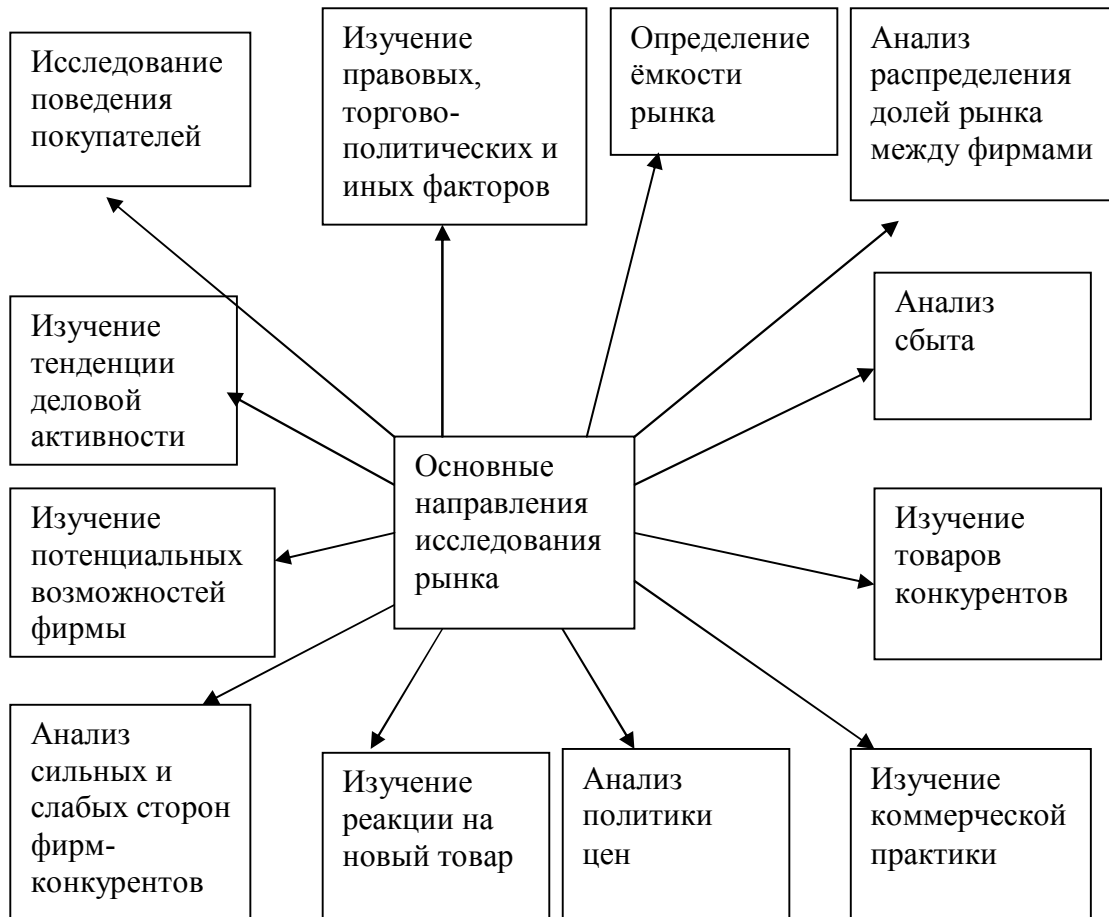 Исследование
поведения
покупателей
Изучение
правовых,
торгово-
политических и
иных факторов
Определение
ёмкости
рынка
Анализ
распределения
долей рынка
между фирмами
Изучение
тенденции
деловой
активности
Анализ
сбыта
Основные
направления
исследования
рынка
Изучение
потенциальных
возможностей
фирмы
Изучение
товаров
конкурентов
Анализ
сильных и
слабых сторон
фирм-
конкурентов
Изучение
реакции на
новый товар
Анализ
политики
цен
Изучение
коммерческой
практики